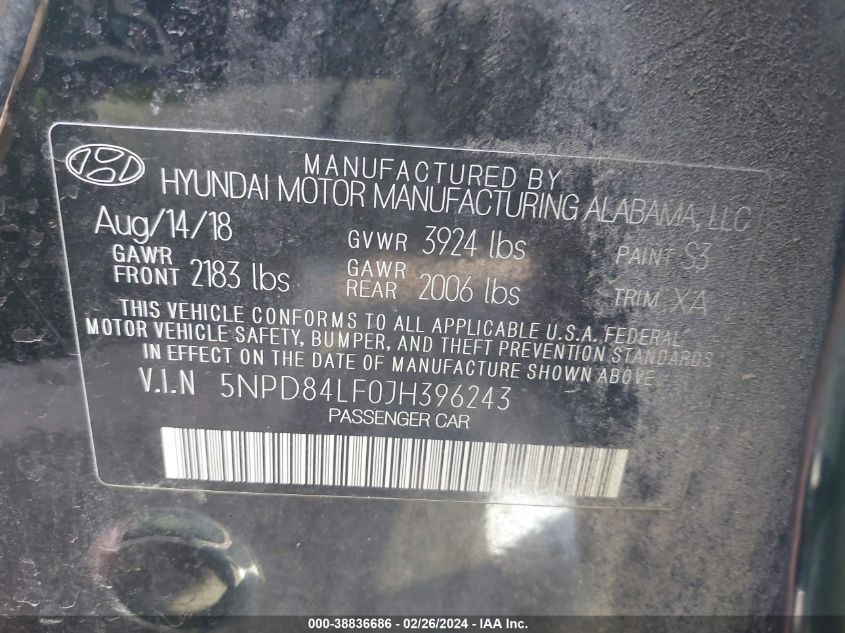 MANUFACTURED BY
HYUNDAI MOTOR MANUFACTURING ALABAMA, LLC
Aug/14/18 GVWR 3924 lbs PAINT S3
GAWR FRONT 2183 lbs GAWR REAR 2006 lbs TRIM XA
THIS VEHICLE CONFORMS TO ALL APPLICABLE U.S.A. FEDERAL
MOTOR VEHICLE SAFETY, BUMPER, AND THEFT PREVENTION STANDARDS
IN EFFECT ON THE DATE OF MANUFACTURE SHOWN ABOVE
V.I.N 5NPD84LF0JH396243
PASSENGER CAR
000-38836686 - 02/26/2024 - IAA, Inc.